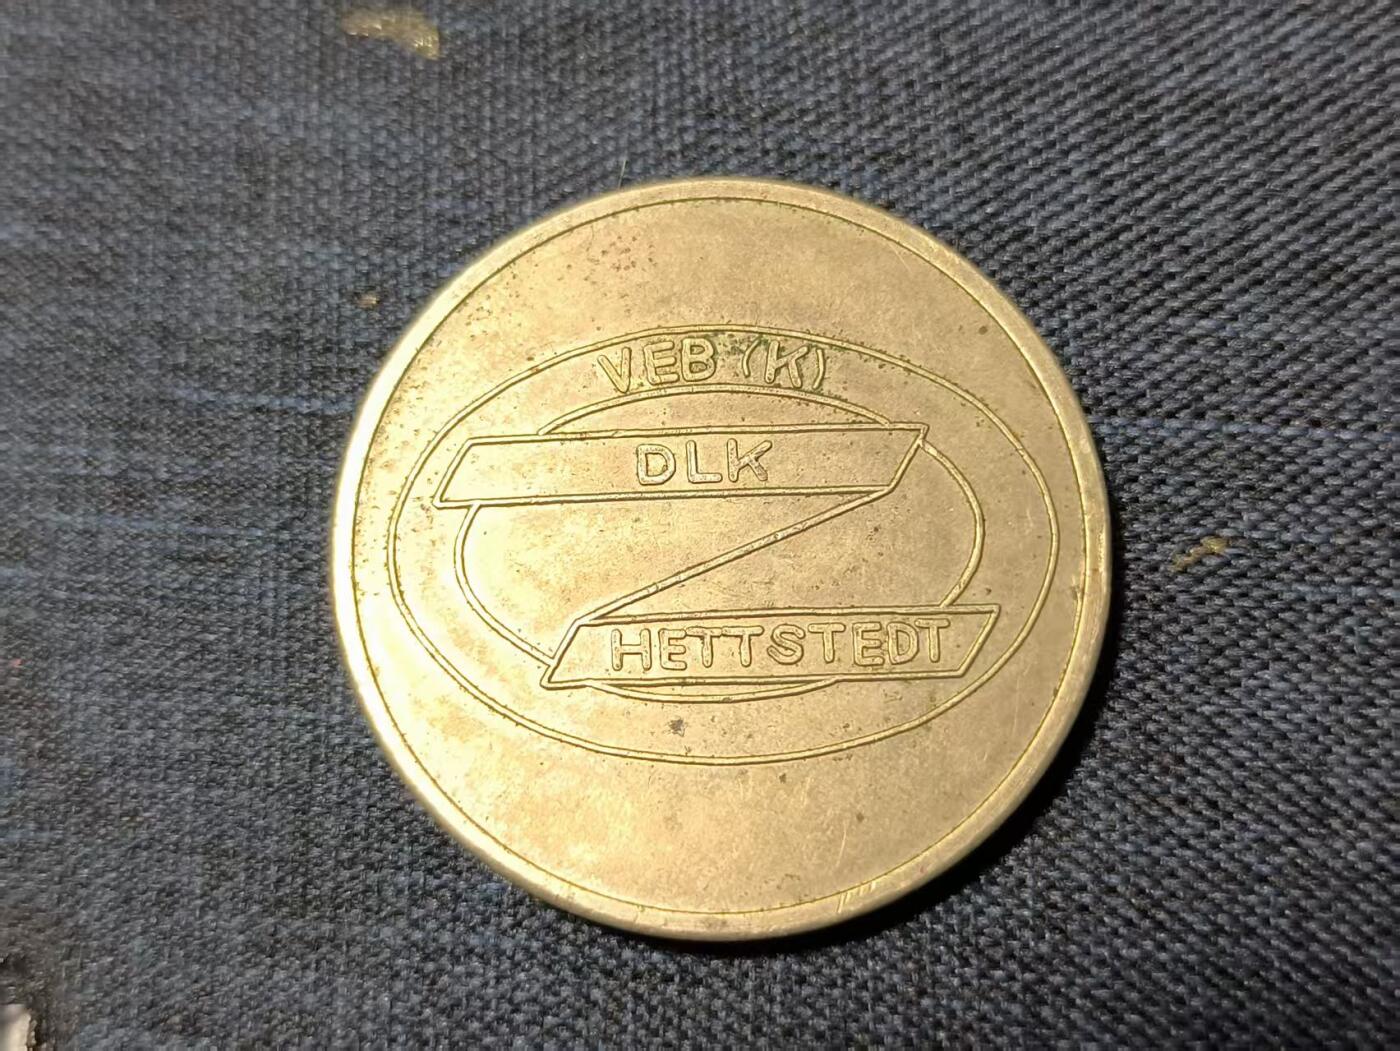 VEB (K)
DLK
HETTSTEDT